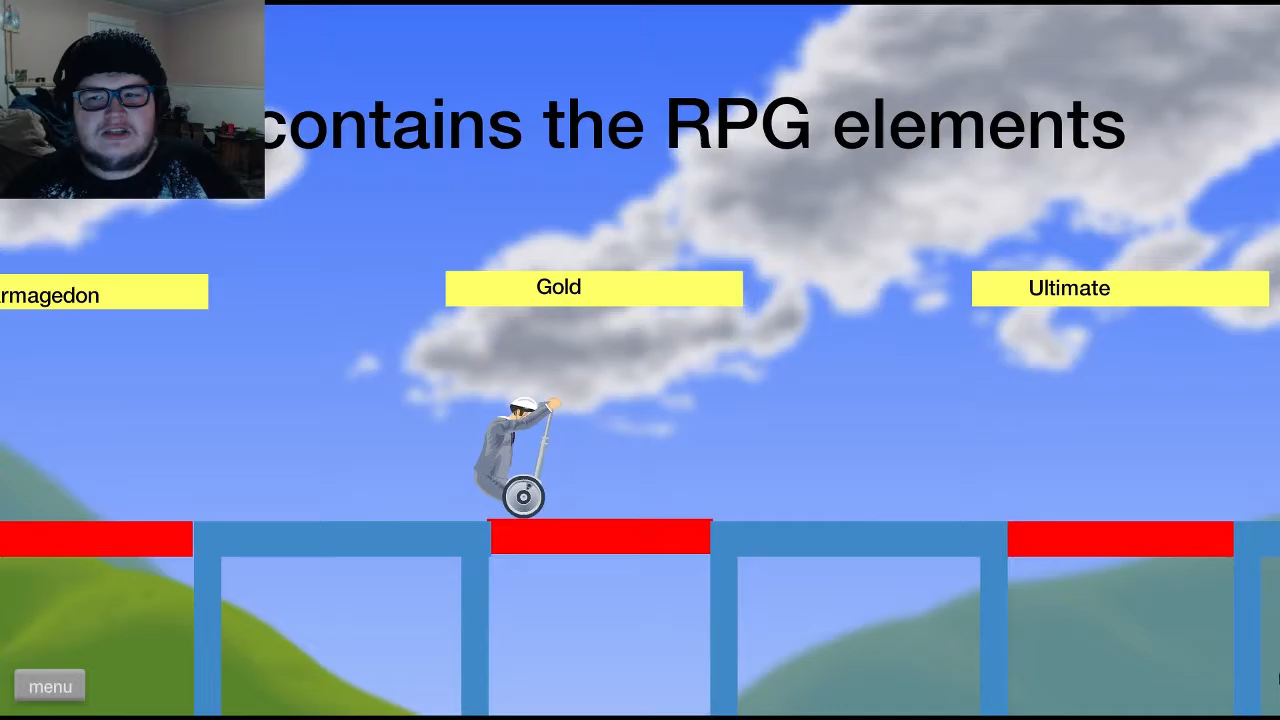 contains the RPG elements
rmagedon
Gold
Ultimate
menu